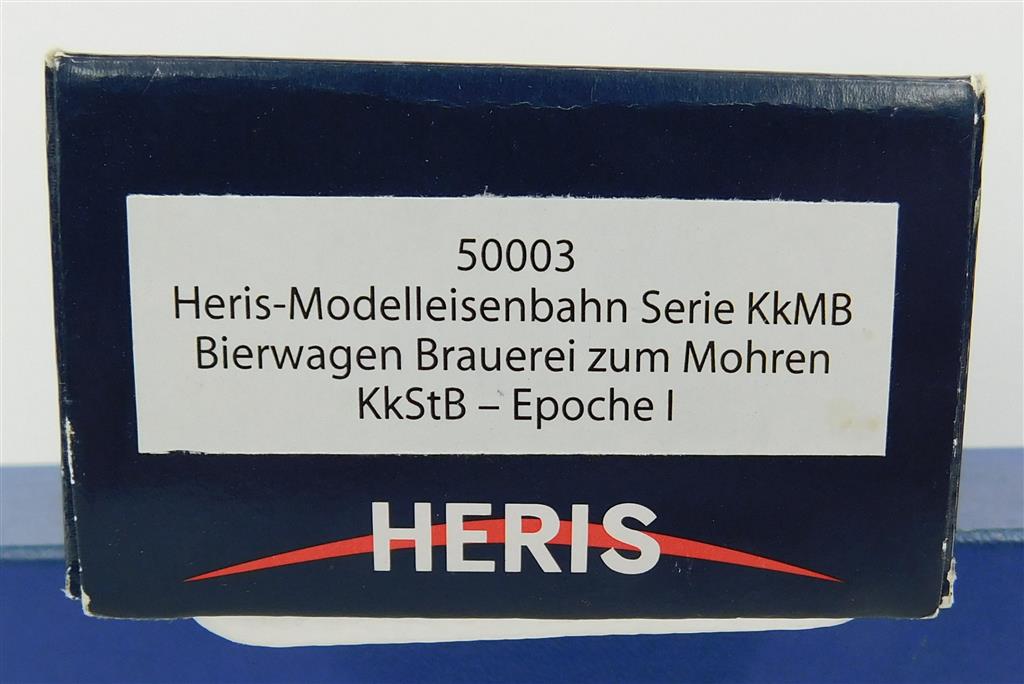 50003
Heris-Modelleisenbahn Serie KkMB
Bierwagen Brauerei zum Mohren
KkStB – Epoche I
HERIS